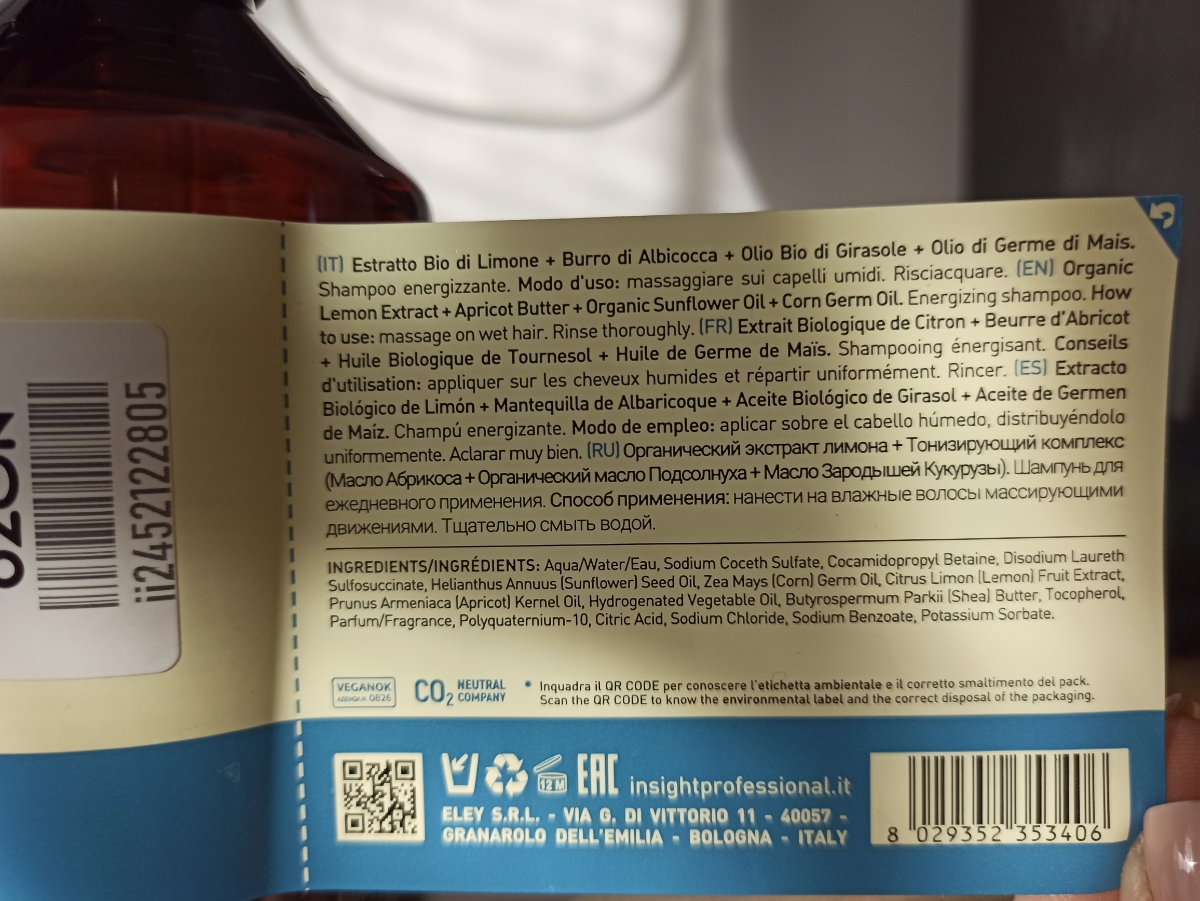 5
(IT) Estratto Bio di Limone + Burro di Albicocca + Olio Bio di Girasole + Olio di Germe di Mais.
Shampoo energizzante. Modo d'uso: massaggiare sui capelli umidi. Risciacquare. (EN) Organic
Lemon Extract + Apricot Butter + Organic Sunflower Oil + Corn Germ Oil. Energizing shampoo. How
to use: massage on wet hair. Rinse thoroughly. (FR) Extrait Biologique de Citron + Beurre d'Abricot
+ Huile Biologique de Tournesol + Huile de Germe de Maïs. Shampooing énergisant. Conseils
d'utilisation: appliquer sur les cheveux humides et répartir uniformément. Rincer. (ES) Extracto
Biológico de Limón + Mantequilla de Albaricoque + Aceite Biológico de Girasol + Aceite de Germen
de Maíz. Champú energizante. Modo de empleo: aplicar sobre el cabello húmedo, distribuyéndolo
uniformemente. Aclarar muy bien. (RU) Органический экстракт лимона + Тонизирующий комплекс
(Масло Абрикоса + Органический масло Подсолнуха + Масло Зародышей Кукурузы). Шампунь для
ежедневного применения. Способ применения: нанести на влажные волосы массирующими
движениями. Тщательно смыть водой.
INGREDIENTS/INGRÉDIENTS: Aqua/Water/Eau, Sodium Coceth Sulfate, Cocamidopropyl Betaine, Disodium Laureth
Sulfosuccinate, Helianthus Annuus (Sunflower) Seed Oil, Zea Mays (Corn) Germ Oil, Citrus Limon (Lemon) Fruit Extract,
Prunus Armeniaca (Apricot) Kernel Oil, Hydrogenated Vegetable Oil, Butyrospermum Parkii (Shea) Butter, Tocopherol,
Parfum/Fragrance, Polyquaternium-10, Citric Acid, Sodium Chloride, Sodium Benzoate, Potassium Sorbate.
VEGANOK
AZIENDA N. 0826
CO2 NEUTRAL
COMPANY
* Inquadra il QR CODE per conoscere l'etichetta ambientale e il corretto smaltimento del pack.
Scan the QR CODE to know the environmental label and the correct disposal of the packaging.
12 M EAC insightprofessional.it
ELEY S.R.L. - VIA G. DI VITTORIO 11 - 40057 -
GRANAROLO DELL'EMILIA - BOLOGNA - ITALY
8 029352 353406
ii2452122805